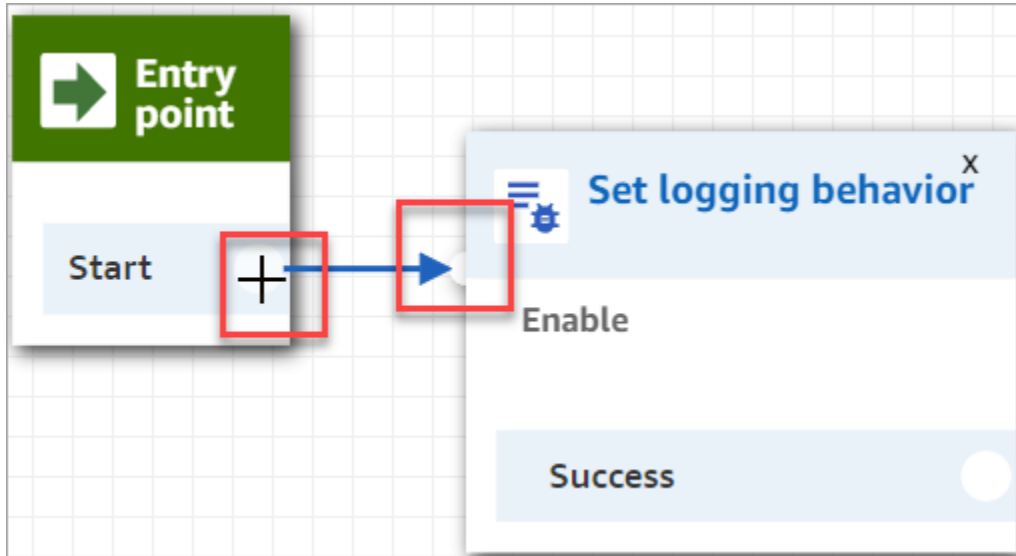 Entry
point
Start
x
Set logging behavior
Enable
Success